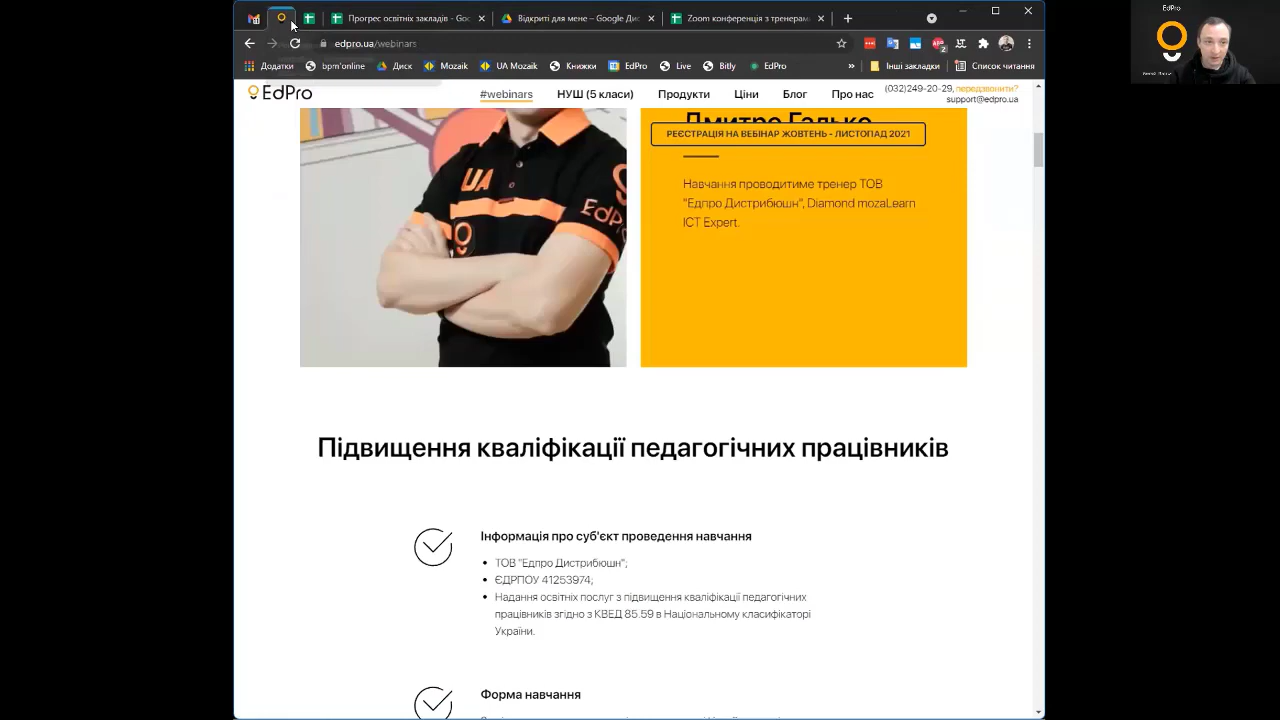 Прогрес освітніх закладів - Goo
Відкриті для мене – Google Дис
Zoom конференція з тренерами
edpro.ua/webinars
Додатки
bpm'online
Диск
Mozaik
UA Mozaik
Книжки
EdPro
Live
Bitly
EdPro
»
Інші закладки
Список читання
EdPro
#webinars
НУШ (5 класи)
Продукти
Ціни
Блог
Про нас
(032)249-20-29, передзвонити?
support@edpro.ua
Дмитро Галько
РЕЄСТРАЦІЯ НА ВЕБІНАР ЖОВТЕНЬ - ЛИСТОПАД 2021
Навчання проводитиме тренер ТОВ
"Едпро Дистрибюшн", Diamond mozaLearn
ICT Expert.
UA
EdPro
Підвищення кваліфікації педагогічних працівників
Інформація про суб'єкт проведення навчання
• ТОВ "Едпро Дистрибюшн";
• ЄДРПОУ 41253974;
• Надання освітніх послуг з підвищення кваліфікації педагогічних
працівників згідно з КВЕД 85.59 в Національному класифікаторі
України.
Форма навчання
EdPro